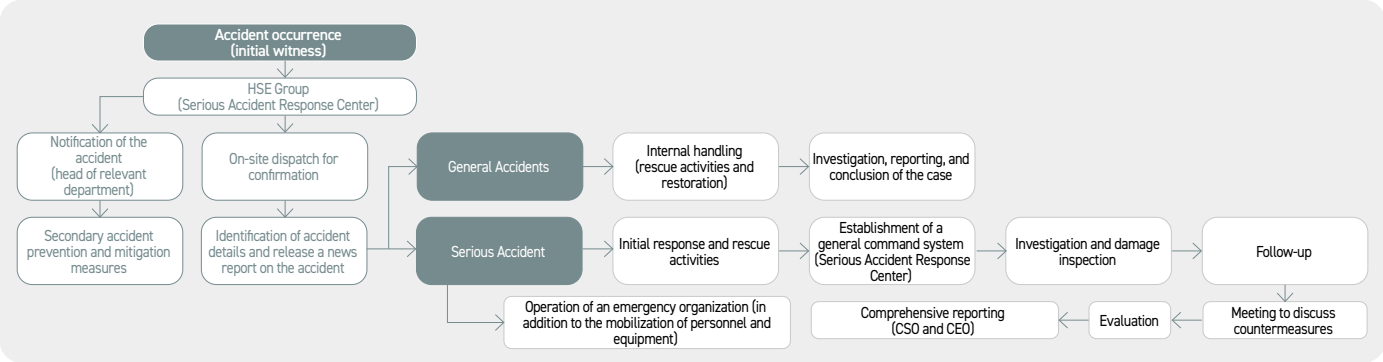 Accident occurrence
(initial witness)
HSE Group
(Serious Accident Response Center)
Notification of the
accident
(head of relevant
department)
On-site dispatch for
confirmation
General Accidents
Internal handling
(rescue activities and
restoration)
Investigation, reporting, and
conclusion of the case
Secondary accident
prevention and mitigation
measures
Identification of accident
details and release a news
report on the accident
Serious Accident
Initial response and rescue
activities
Establishment of a
general command system
(Serious Accident Response
Center)
Investigation and damage
inspection
Follow-up
Operation of an emergency organization (in
addition to the mobilization of personnel and
equipment)
Comprehensive reporting
(CSO and CEO)
Evaluation
Meeting to discuss
countermeasures